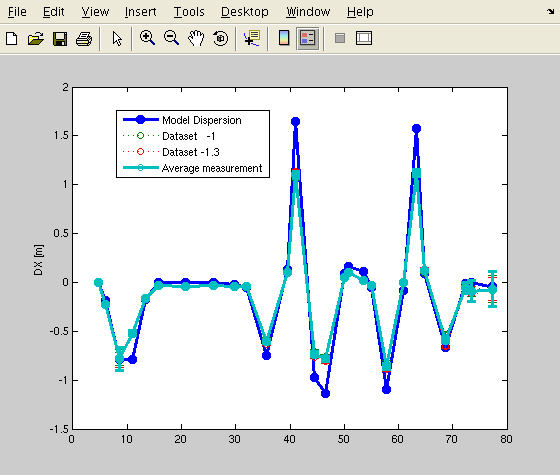 File Edit View Insert Tools Desktop Window Help
2
Model Dispersion
Dataset -1
Dataset -1.3
Average measurement
1.5
1
0.5
0
-0.5
-1
-1.5
DX [m]
0 10 20 30 40 50 60 70 80